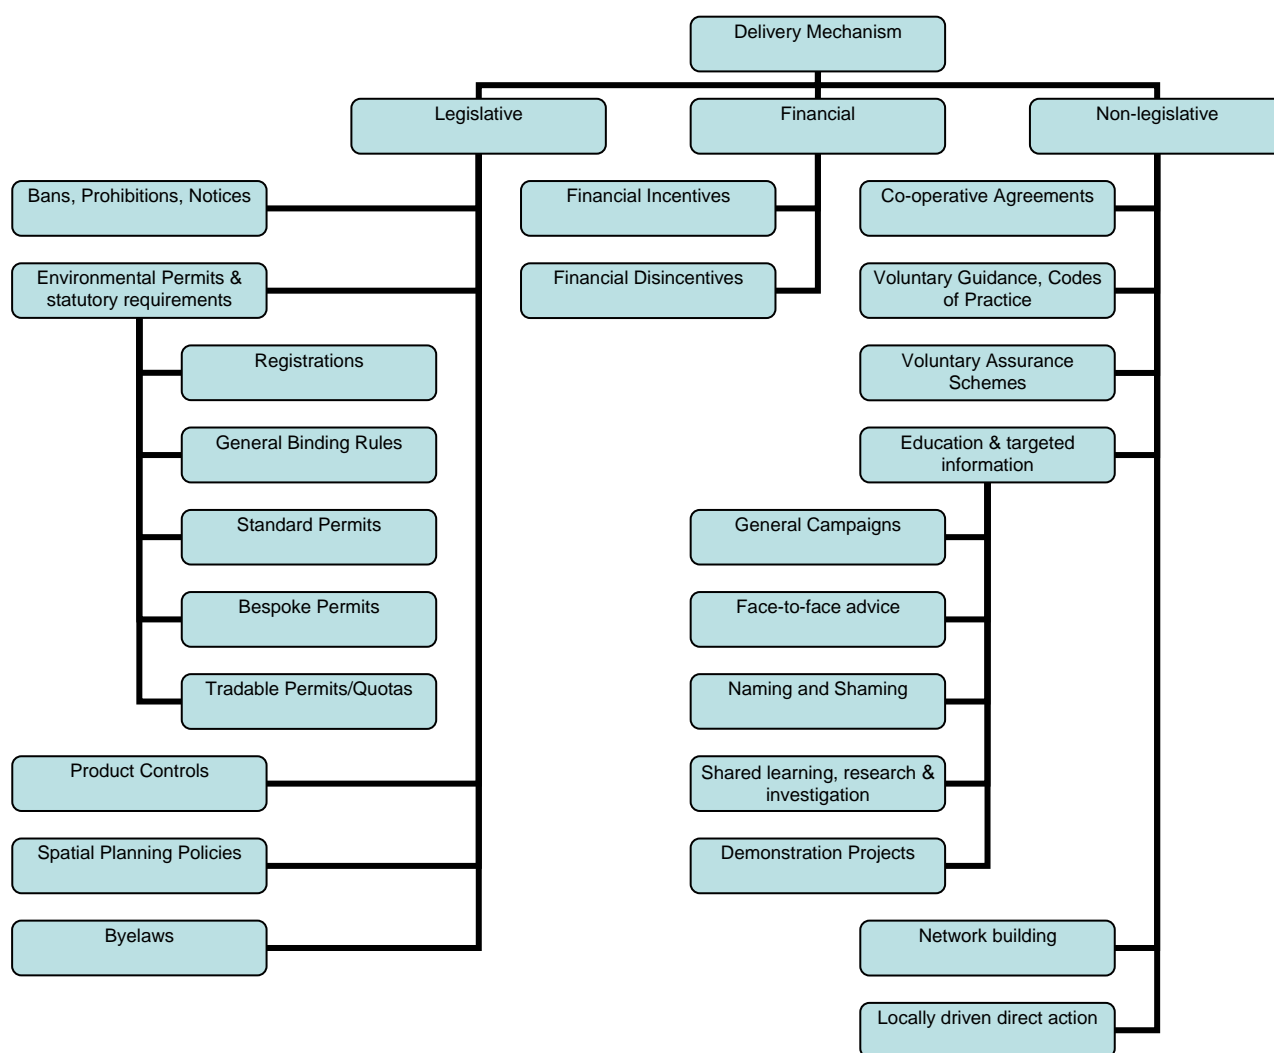 Delivery Mechanism
Legislative
Financial
Non-legislative
Bans, Prohibitions, Notices
Financial Incentives
Co-operative Agreements
Environmental Permits &
statutory requirements
Financial Disincentives
Voluntary Guidance, Codes
of Practice
Registrations
Voluntary Assurance
Schemes
General Binding Rules
Education & targeted
information
Standard Permits
General Campaigns
Bespoke Permits
Face-to-face advice
Tradable Permits/Quotas
Naming and Shaming
Product Controls
Shared learning, research &
investigation
Spatial Planning Policies
Demonstration Projects
Byelaws
Network building
Locally driven direct action